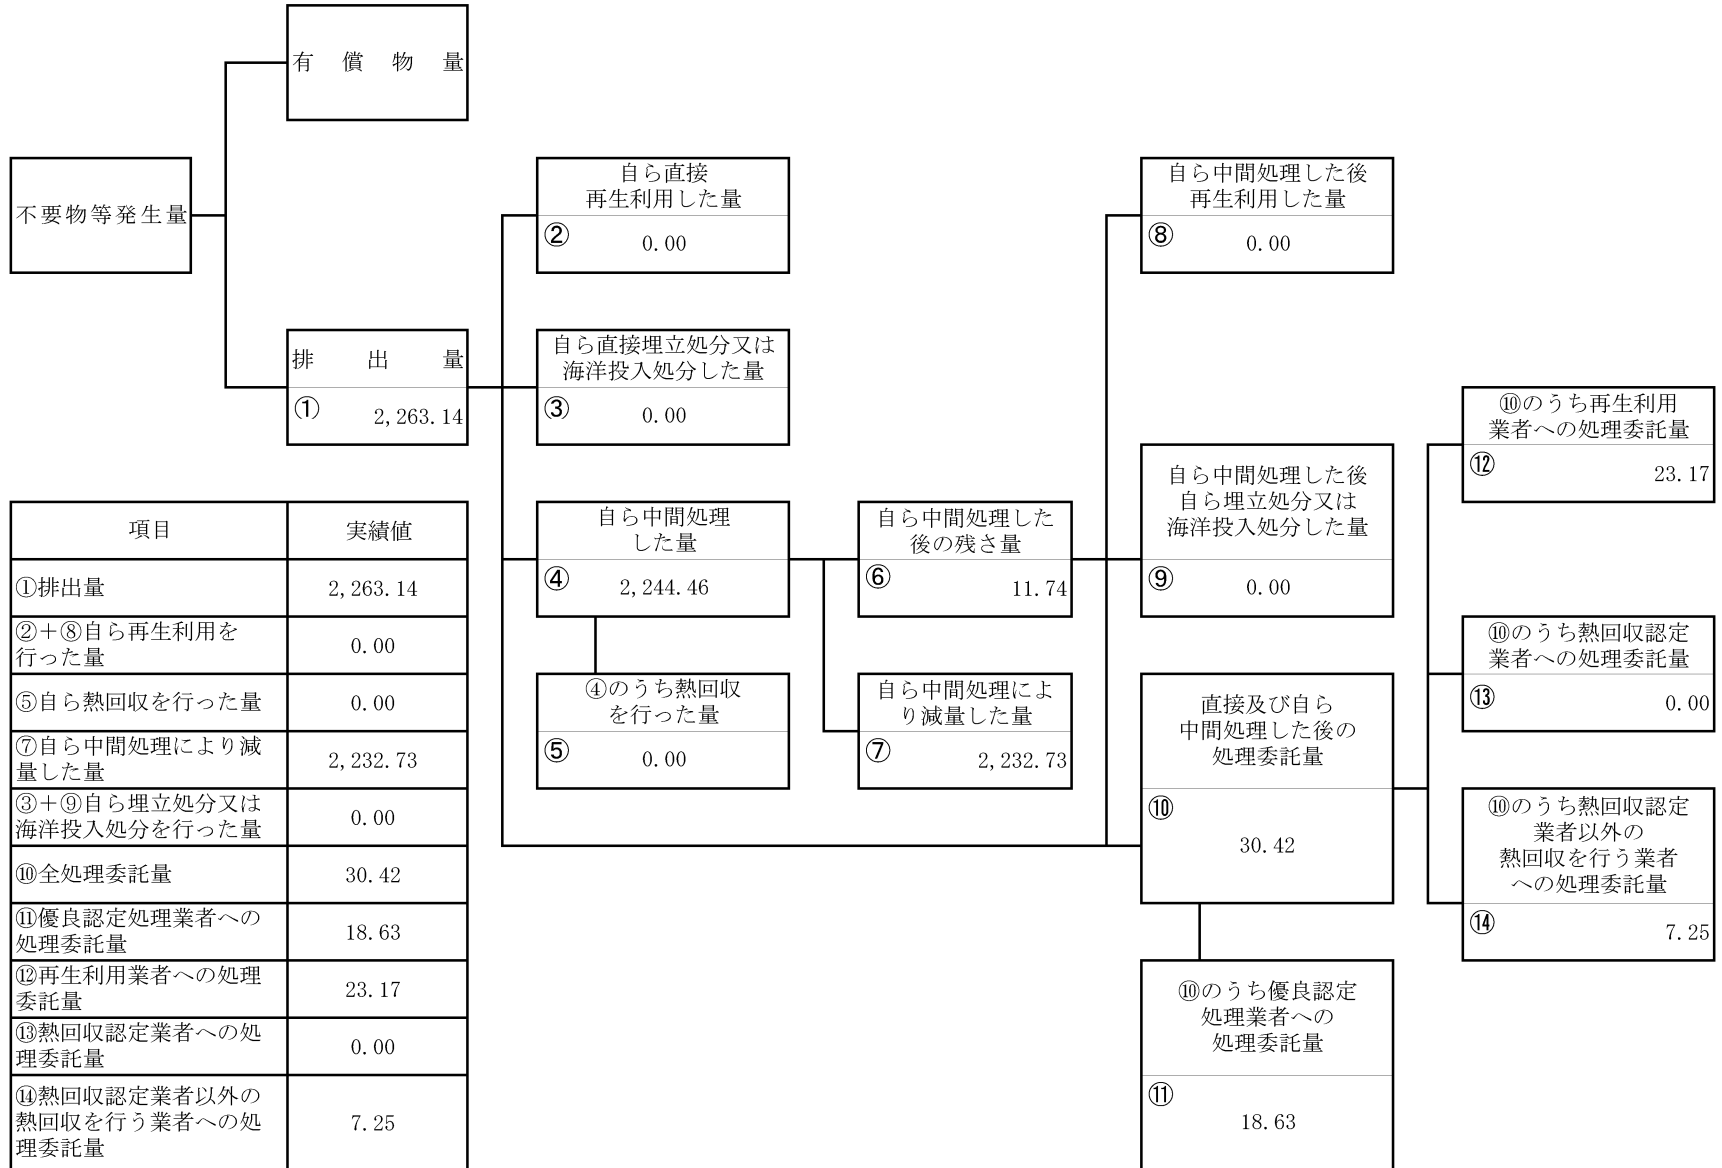 有償物量
不要物等発生量
排出量
①
2,263.14
自ら直接
再生利用した量
②
0.00
自ら直接埋立処分又は
海洋投入処分した量
③
0.00
自ら中間処理
した量
④
2,244.46
④のうち熱回収
を行った量
⑤
0.00
自ら中間処理した
後の残さ量
⑥
11.74
自ら中間処理によ
り減量した量
⑦
2,232.73
自ら中間処理した後
再生利用した量
⑧
0.00
自ら中間処理した後
自ら埋立処分又は
海洋投入処分した量
⑨
0.00
直接及び自ら
中間処理した後の
処理委託量
⑩
30.42
⑩のうち優良認定
処理業者への
処理委託量
⑪
18.63
⑩のうち再生利用
業者への処理委託量
⑫
23.17
⑩のうち熱回収認定
業者への処理委託量
⑬
0.00
⑩のうち熱回収認定
業者以外の
熱回収を行う業者
への処理委託量
⑭
7.25
項目
実績値
①排出量
2,263.14
②＋⑧自ら再生利用を
行った量
0.00
⑤自ら熱回収を行った量
0.00
⑦自ら中間処理により減
量した量
2,232.73
③＋⑨自ら埋立処分又は
海洋投入処分を行った量
0.00
⑩全処理委託量
30.42
⑪優良認定処理業者への
処理委託量
18.63
⑫再生利用業者への処理
委託量
23.17
⑬熱回収認定業者への処
理委託量
0.00
⑭熱回収認定業者以外の
熱回収を行う業者への処
理委託量
7.25